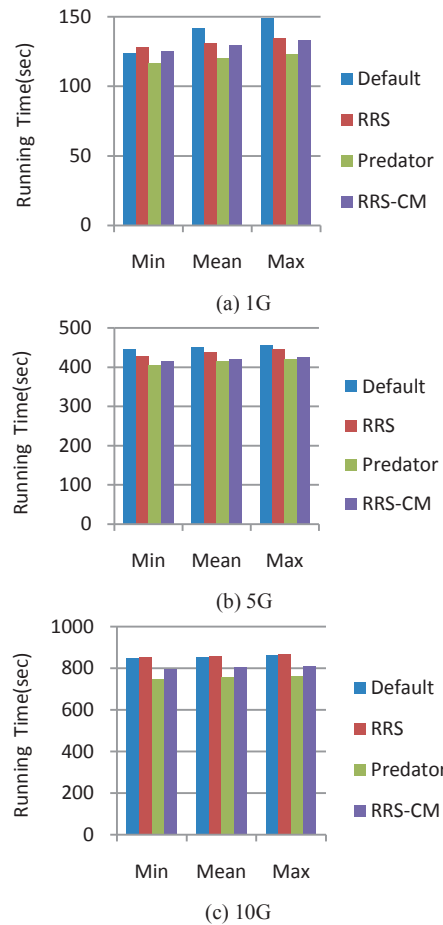 Running Time(sec)
150
100
50
0
Min Mean Max
Default
RRS
Predator
RRS-CM
(a) 1G
Running Time(sec)
500
400
300
400
100
0
Min Mean Max
Default
RRS
Predator
RRS-CM
(b) 5G
Running Time(sec)
1000
800
600
800
200
0
Min Mean Max
Default
RRS
Predator
RRS-CM
(c) 10G